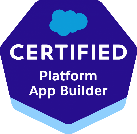 CERTIFIED
Platform
App Builder